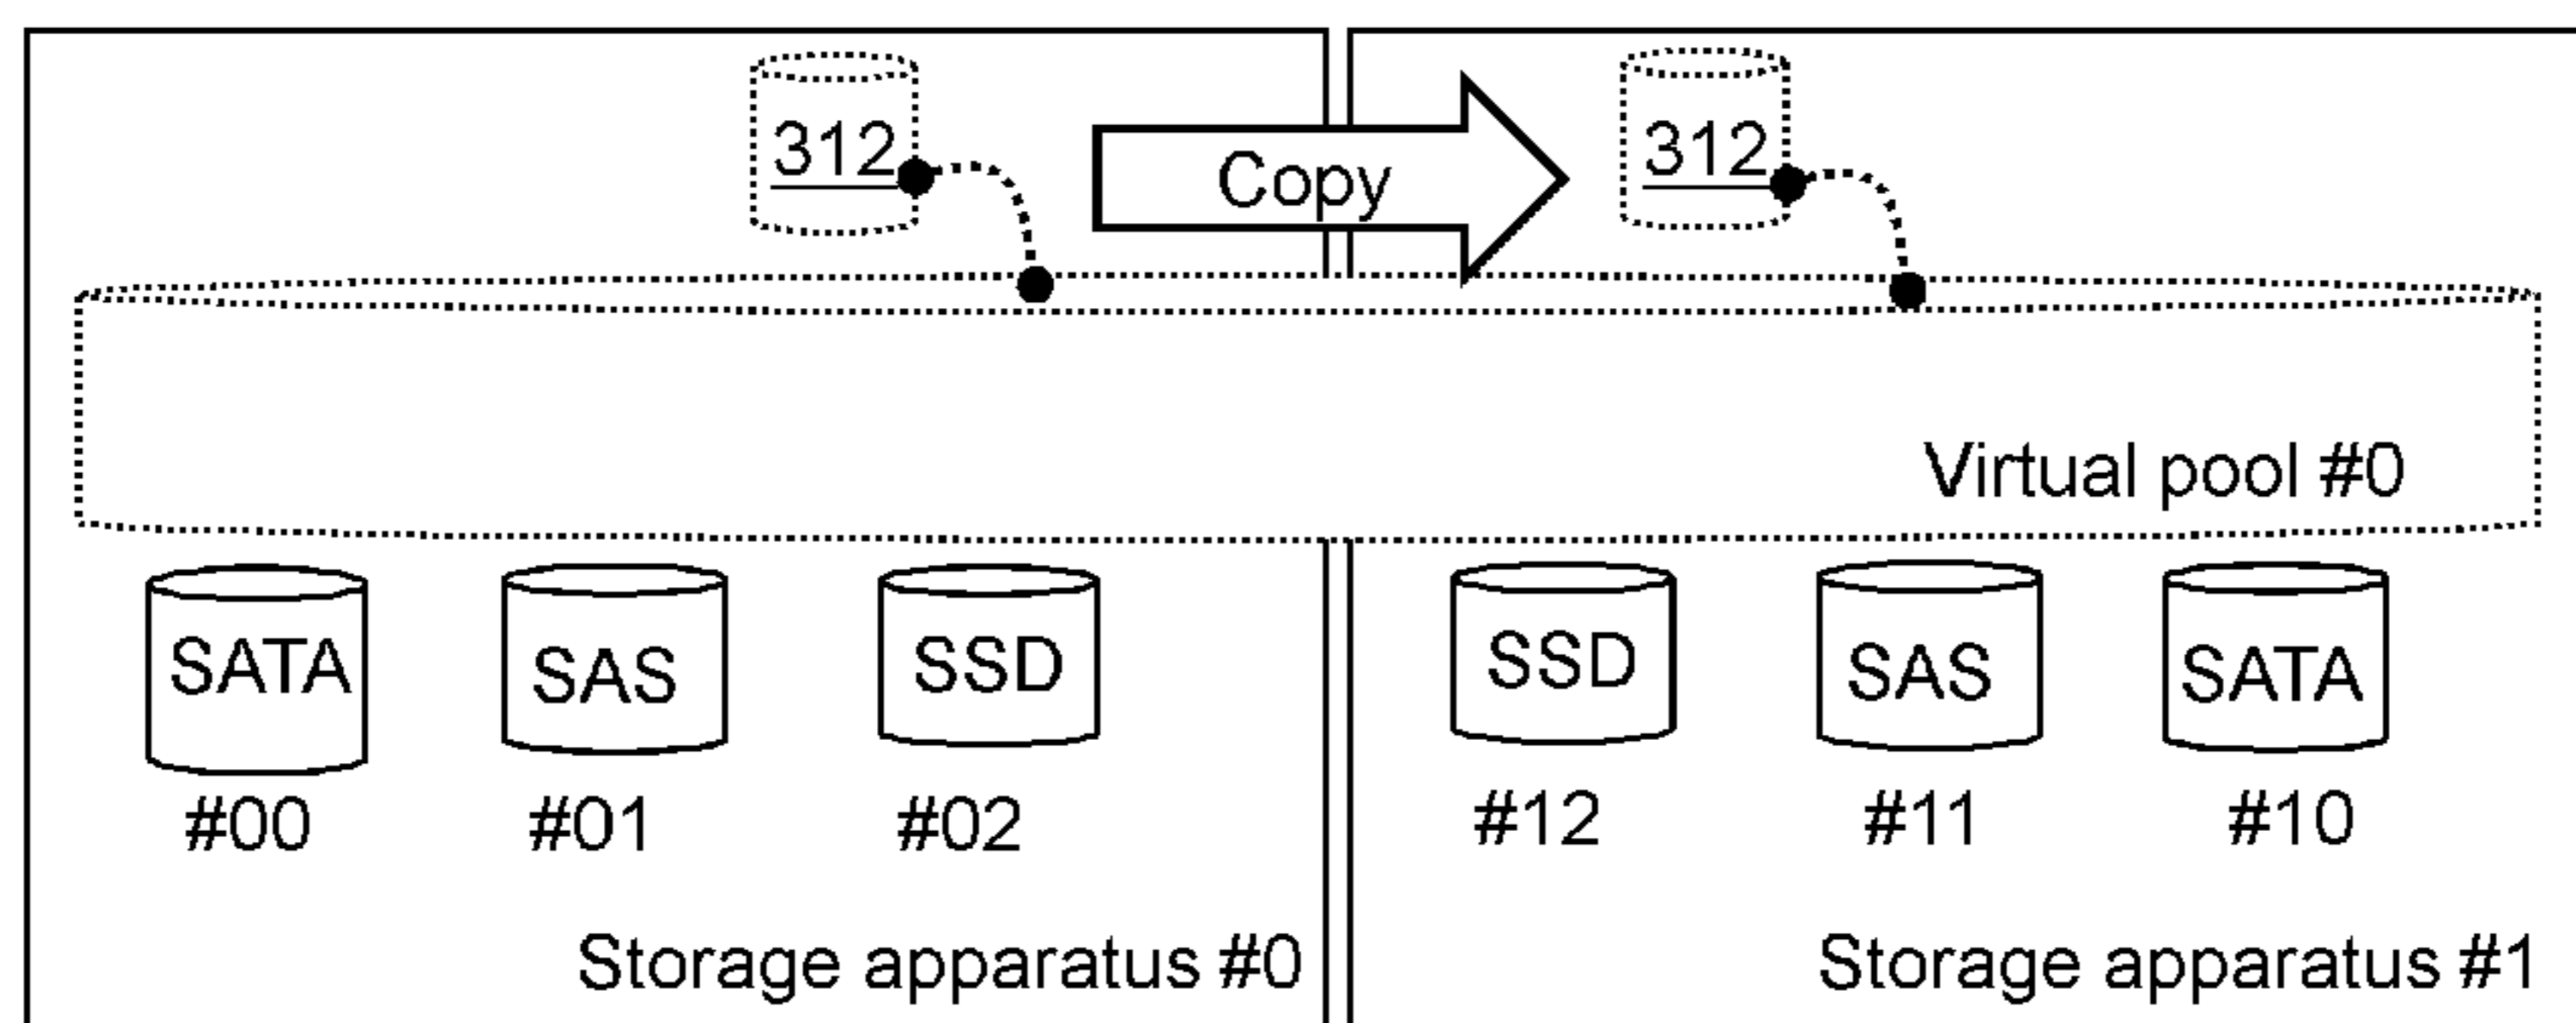 312
Copy
312
Virtual pool #0
SATA
SAS
SSD
SSD
SAS
SATA
#00
#01
#02
#12
#11
#10
Storage apparatus #0
Storage apparatus #1